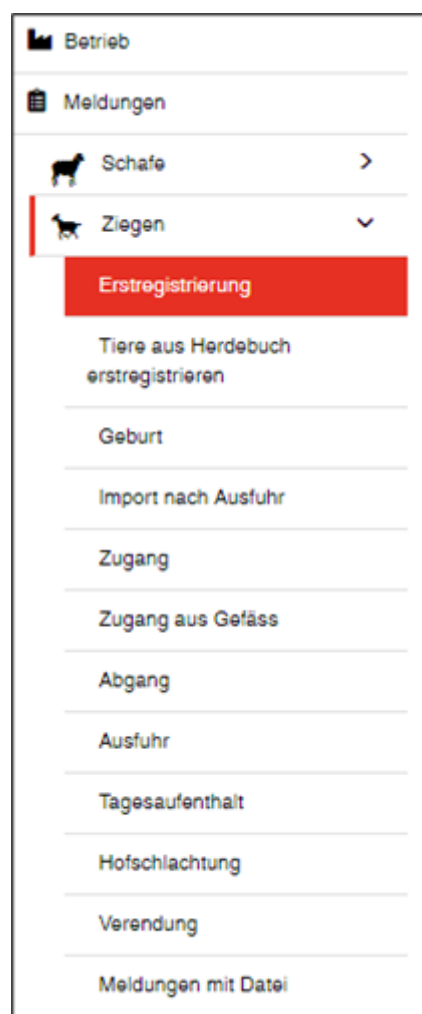 Betrieb
Meldungen
Schafe
Ziegen
Erstregistrierung
Tiere aus Herdebuch
erstregistrieren
Geburt
Import nach Ausfuhr
Zugang
Zugang aus Gefäss
Abgang
Ausfuhr
Tagesaufenthalt
Hofschlachtung
Verendung
Meldungen mit Datei